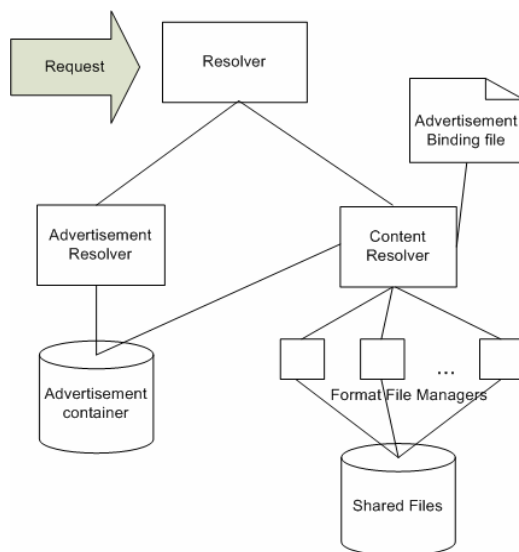 Request
Resolver
Advertisement
Binding file
Advertisement
Resolver
Content
Resolver
...
Format File Managers
Advertisement
container
Shared Files